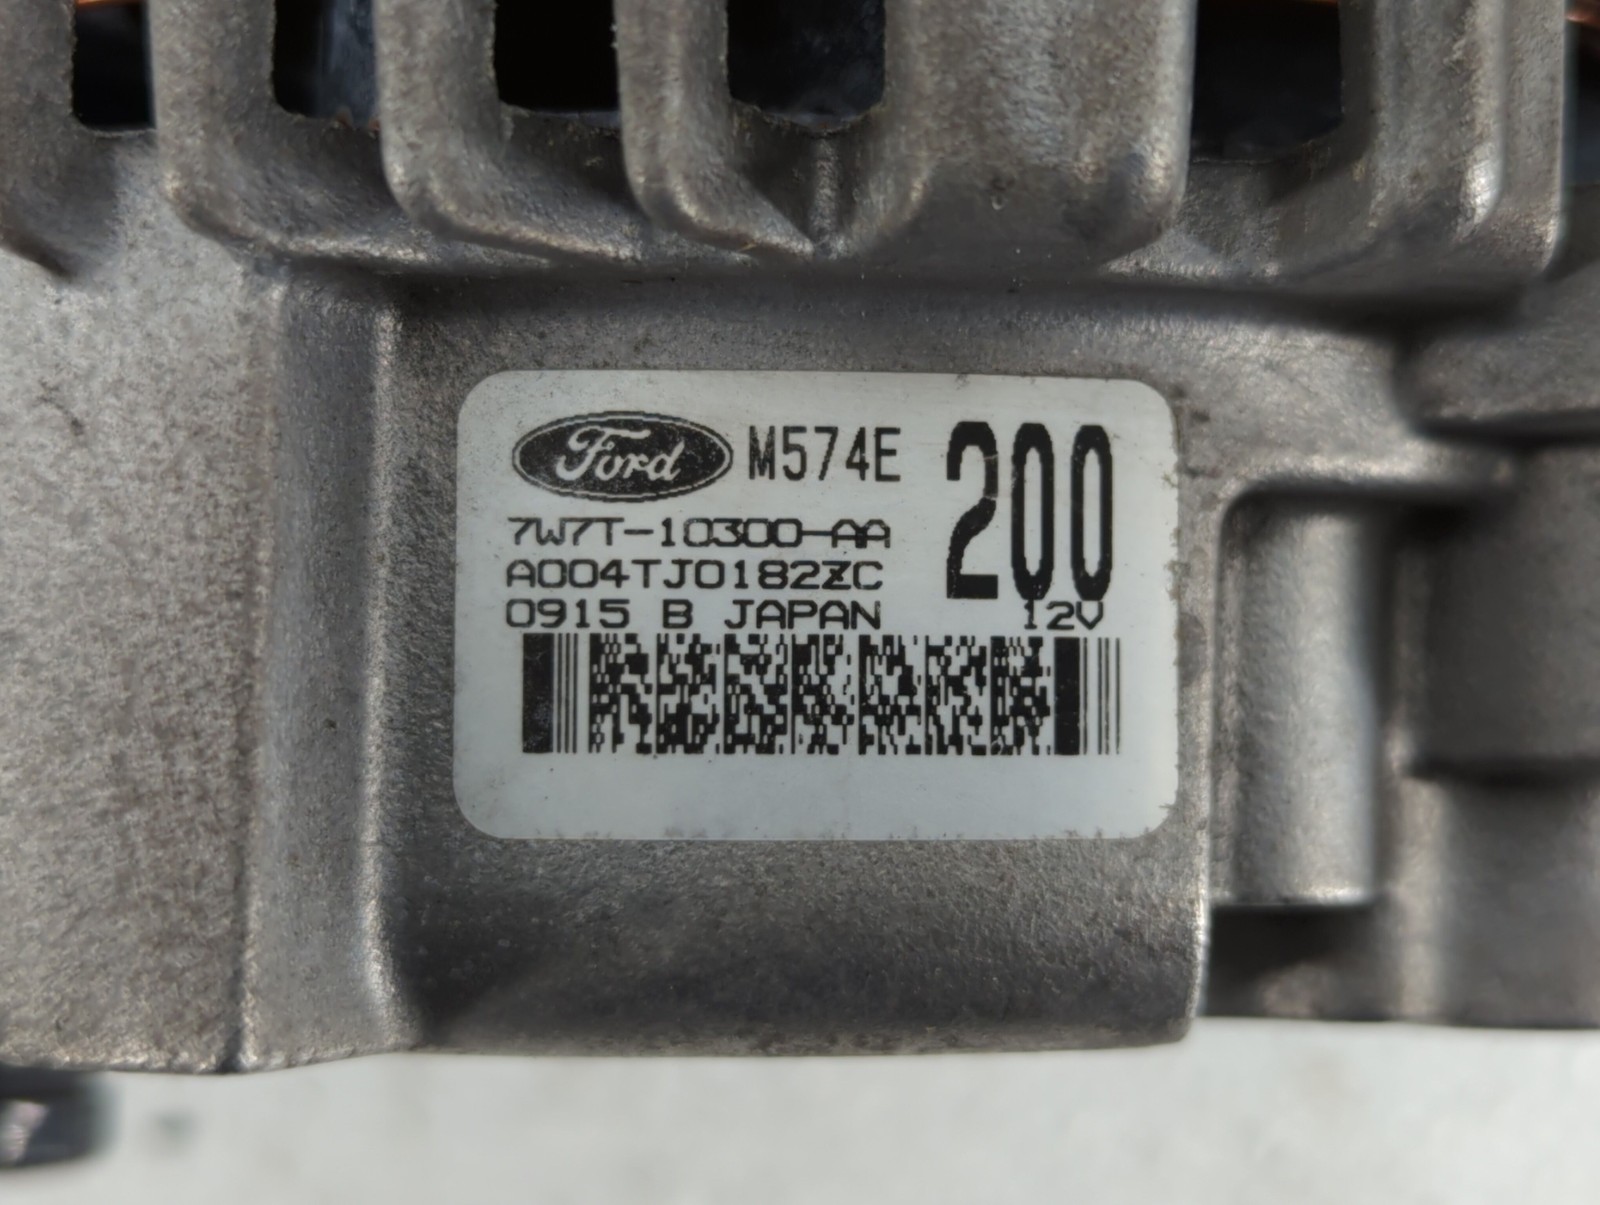 Ford M574E 200
7W7T-10300-AA
A004TJ0182ZC
0915 B JAPAN 12V